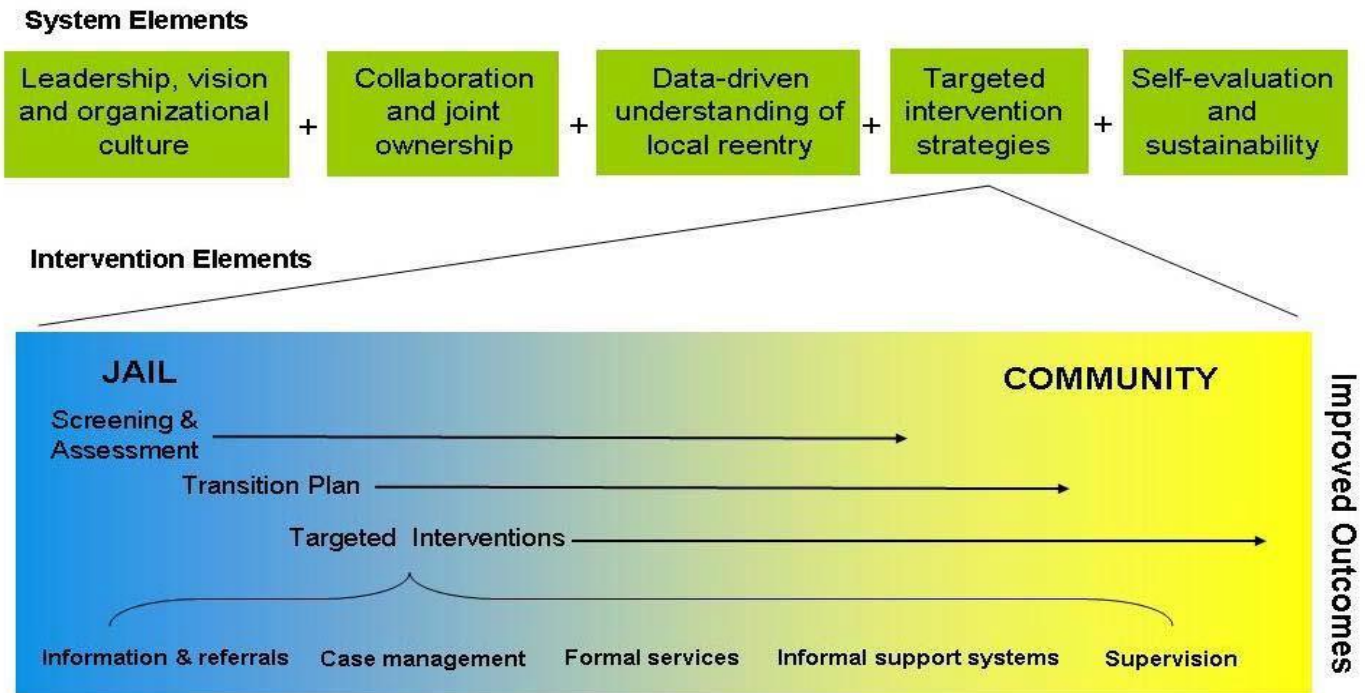 System Elements
Leadership, vision
and organizational
culture
+
Collaboration
and joint
ownership
+
Data-driven
understanding of
local reentry
+
Targeted
intervention
strategies
+
Self-evaluation
and
sustainability
Intervention Elements
JAIL
COMMUNITY
Screening &
Assessment
Transition Plan
Targeted Interventions
Information & referrals
Case management
Formal services
Informal support systems
Supervision
Improved Outcomes